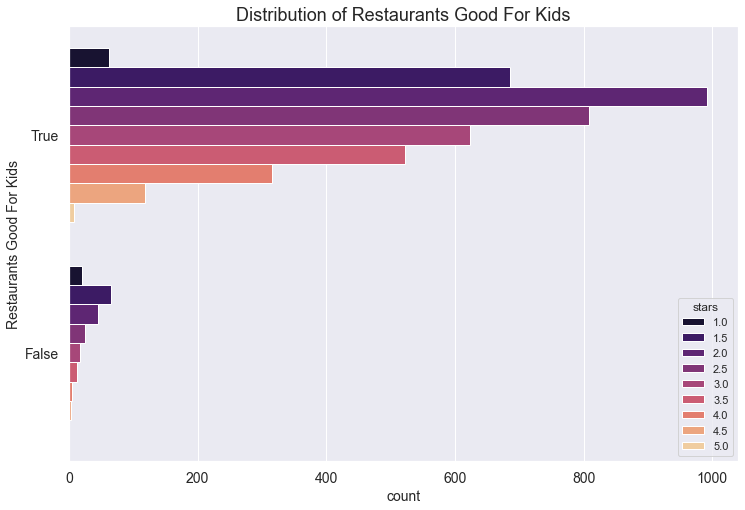 Distribution of Restaurants Good For Kids
Restaurants Good For Kids
True
False
stars
1.0
1.5
2.0
2.5
3.0
3.5
4.0
4.5
5.0
0 200 400 600 800 1000
count